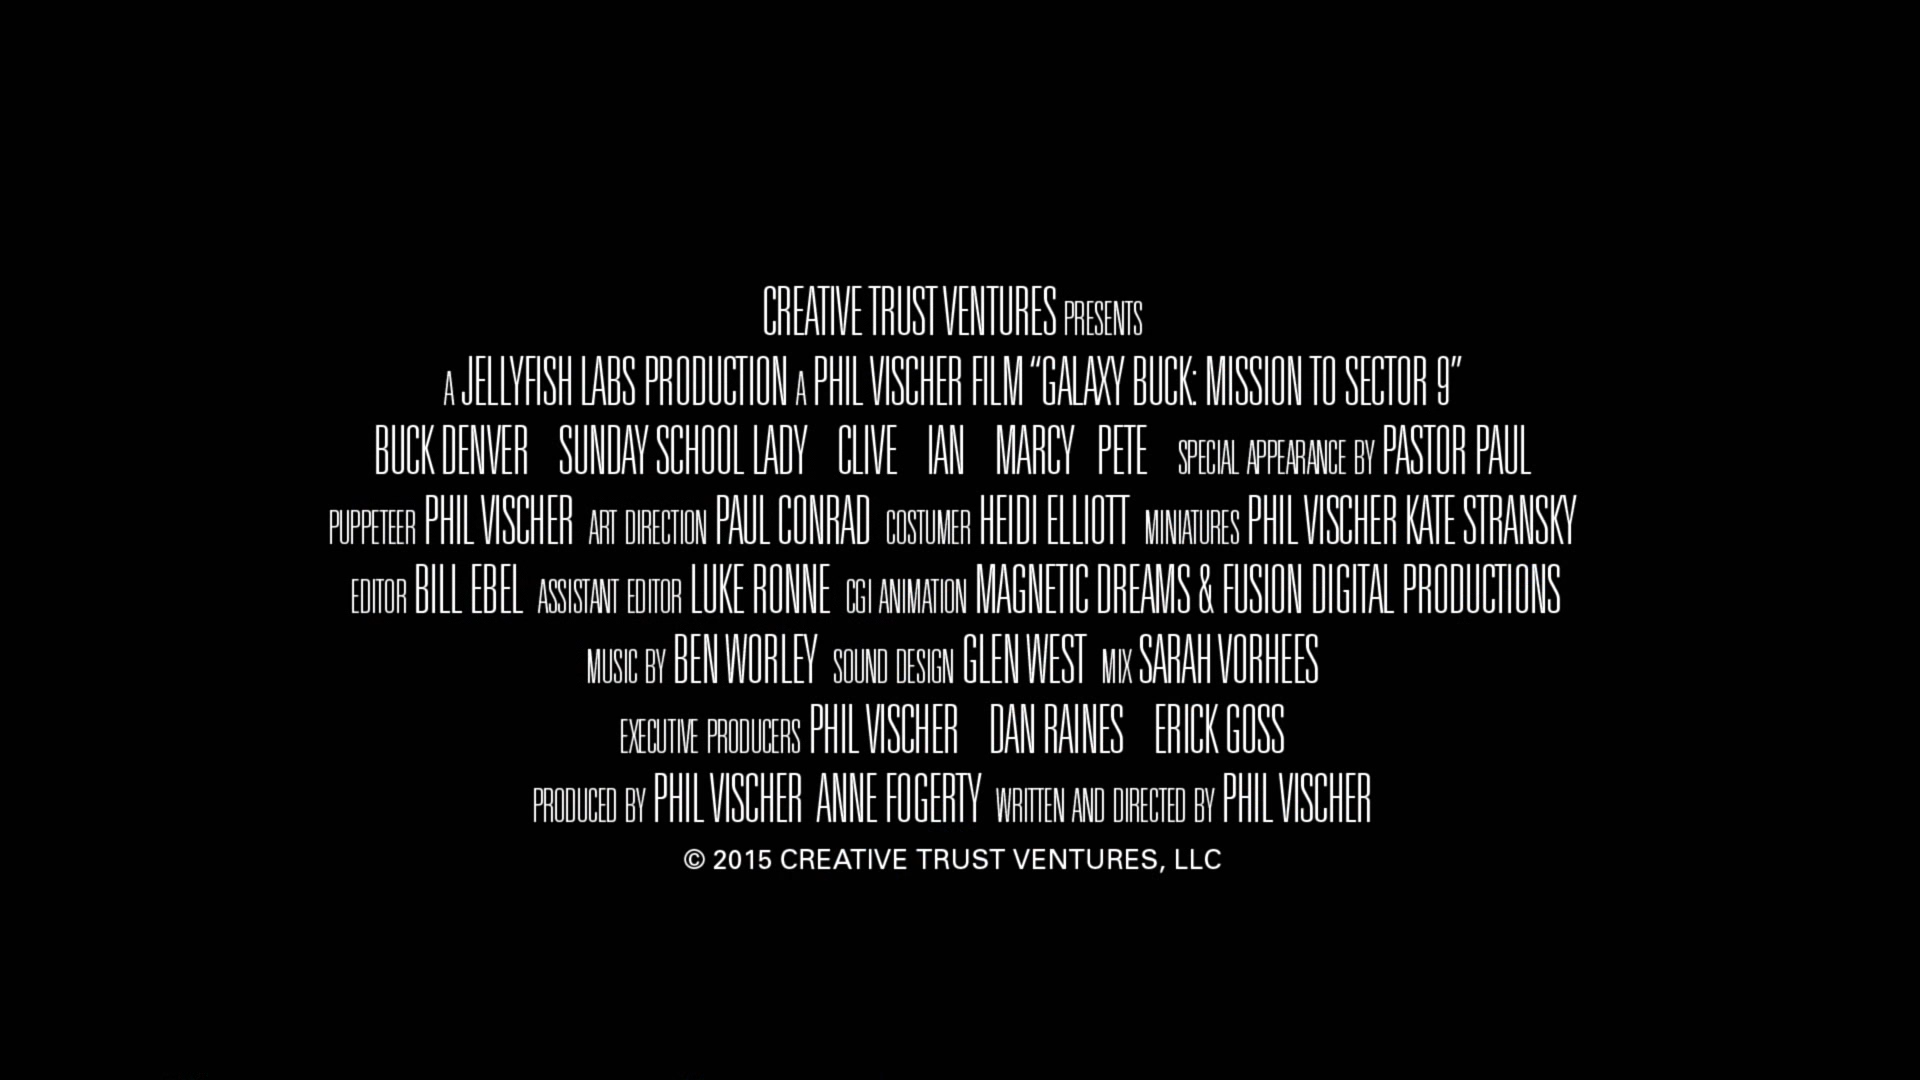 CREATIVE TRUST VENTURES PRESENTS
A JELLYFISH LABS PRODUCTION A PHIL VISCHER FILM “GALAXY BUCK: MISSION TO SECTOR 9”
BUCK DENVER SUNDAY SCHOOL LADY CLIVE IAN MARCY PETE SPECIAL APPEARANCE BY PASTOR PAUL
PUPPETEER PHIL VISCHER ART DIRECTION PAUL CONRAD COSTUMER HEIDI ELLIOTT MINIATURES PHIL VISCHER KATE STRANSKY
EDITOR BILL EBEL ASSISTANT EDITOR LUKE RONNE CGI ANIMATION MAGNETIC DREAMS & FUSION DIGITAL PRODUCTIONS
MUSIC BY BEN WORLEY SOUND DESIGN GLEN WEST MIX SARAH VORHEES
EXECUTIVE PRODUCERS PHIL VISCHER DAN RAINES ERICK GOSS
PRODUCED BY PHIL VISCHER ANNE FOGERTY WRITTEN AND DIRECTED BY PHIL VISCHER
© 2015 CREATIVE TRUST VENTURES, LLC